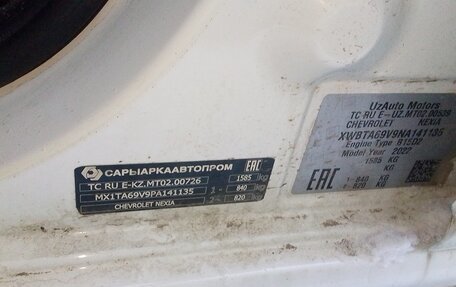 САРЫАРКААВТОПРОМ EAC
TC RU E-KZ.MT02.00726 1585 kg
MX1TA69V9PA141135 1- 840 kg
CHEVROLET NEXIA 2- 820 kg
UzAuto Motors
TC RU E-UZ.MT02.00639
CHEVROLET NEXIA
XWBTA69V9NA141135
Engine Type B15D2
Model Year 2022
1585 KG
KG
EAC 1-840 KG
2-820 KG